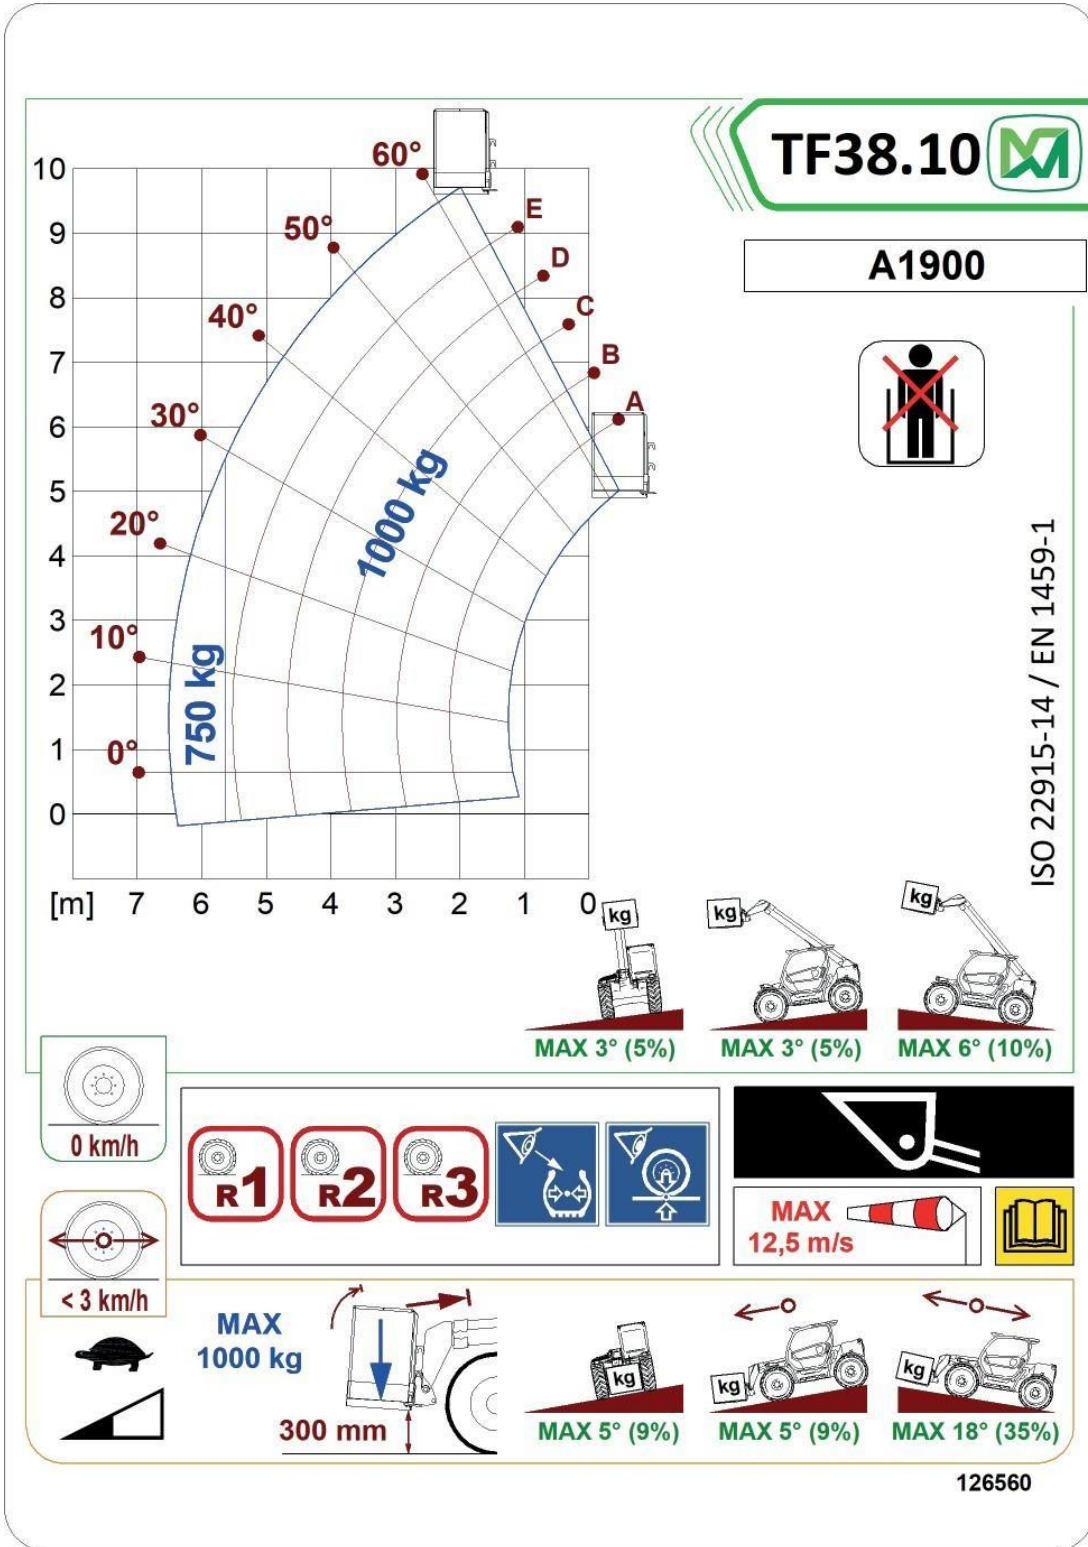 TF38.10
A1900
60°
50°
40°
30°
20°
10°
0°
E
D
C
B
A
10
9
8
7
6
5
4
3
2
1
0
1000 kg
750 kg
[m] 7 6 5 4 3 2 1 0
ISO 22915-14 / EN 1459-1
kg
kg
kg
MAX 3° (5%)
MAX 3° (5%)
MAX 6° (10%)
0 km/h
R1
R2
R3
MAX
12,5 m/s
< 3 km/h
MAX
1000 kg
300 mm
kg
kg
kg
MAX 5° (9%)
MAX 5° (9%)
MAX 18° (35%)
126560